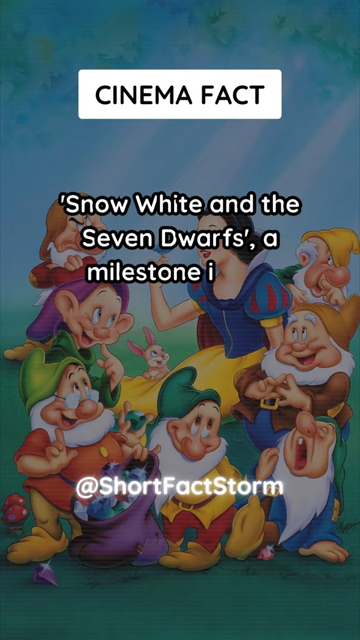 CINEMA FACT
'Snow White and the
Seven Dwarfs', a
milestone i
@ShortFactStorm